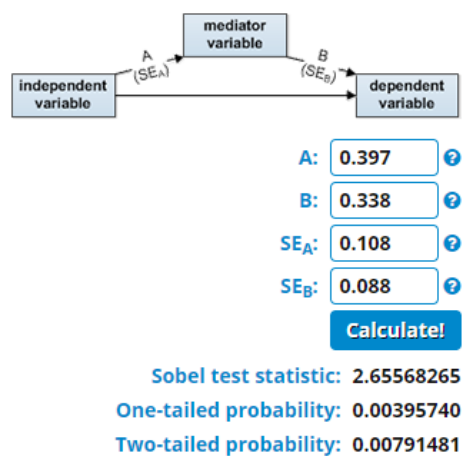 mediator
variable
A
(SEA)
B
(SEB)
independent
variable
dependent
variable
A: 0.397 ?
B: 0.338 ?
SEA: 0.108 ?
SEB: 0.088 ?
Calculate!
Sobel test statistic: 2.65568265
One-tailed probability: 0.00395740
Two-tailed probability: 0.00791481